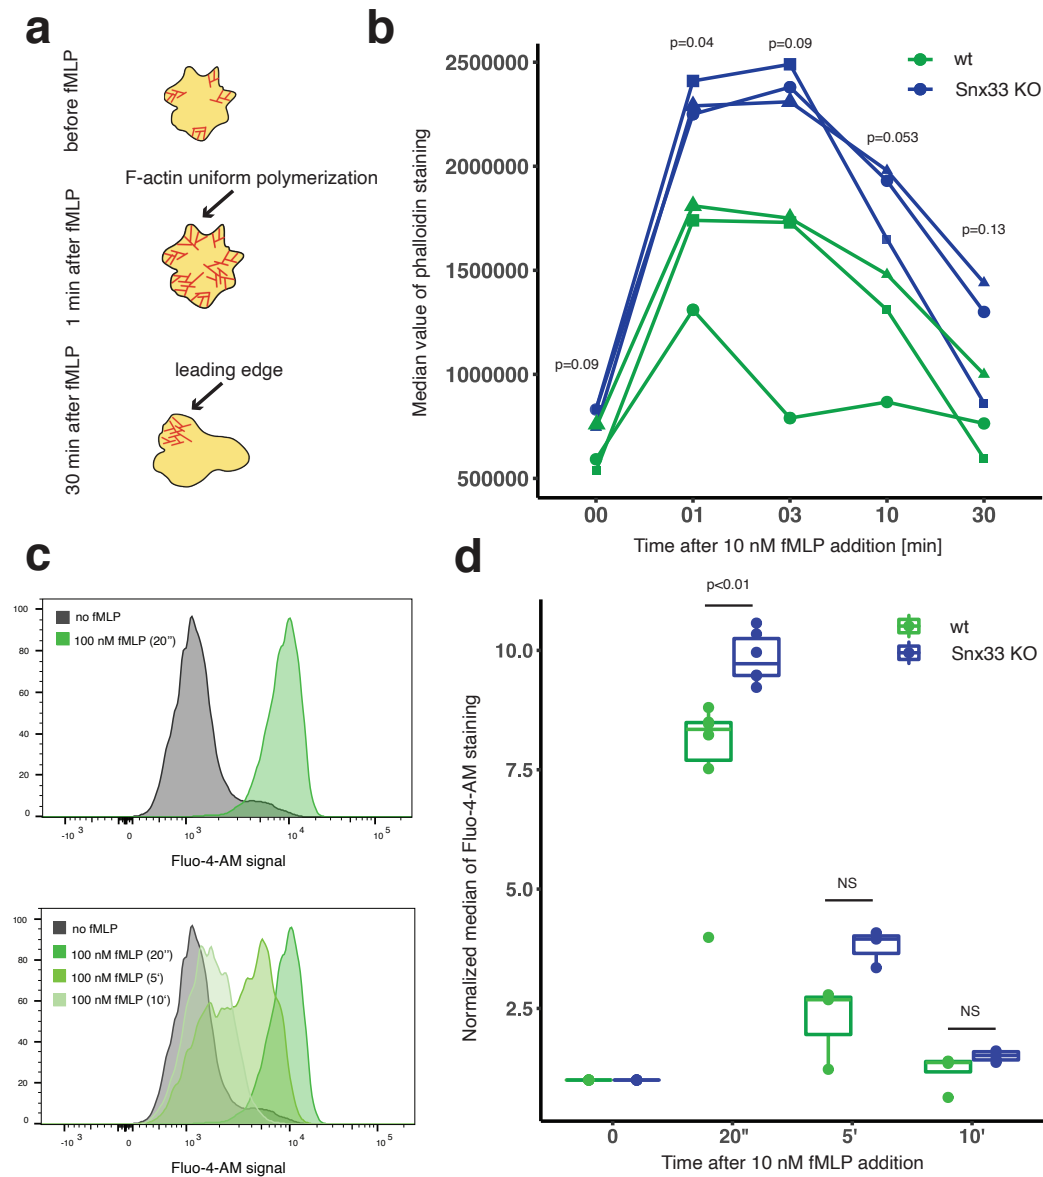 a
before fMLP
F-actin uniform polymerization
1 min after fMLP
leading edge
30 min after fMLP
b
Median value of phalloidin staining
2500000
2000000
1500000
1000000
500000
p=0.09
p=0.04
p=0.09
p=0.053
p=0.13
wt
Snx33 KO
00 01 03 10 30
Time after 10 nM fMLP addition [min]
c
no fMLP
100 nM fMLP (20'')
100
80
60
40
20
0
-10 3 0 10 3 10 4 10 5
Fluo-4-AM signal
no fMLP
100 nM fMLP (20'')
100 nM fMLP (5‘)
100 nM fMLP (10‘)
100
80
60
40
20
0
-10 3 0 10 3 10 4 10 5
Fluo-4-AM signal
d
Normalized median of Fluo-4-AM staining
10.0
7.5
5.0
2.5
p<0.01
NS
NS
wt
Snx33 KO
0 20" 5' 10'
Time after 10 nM fMLP addition